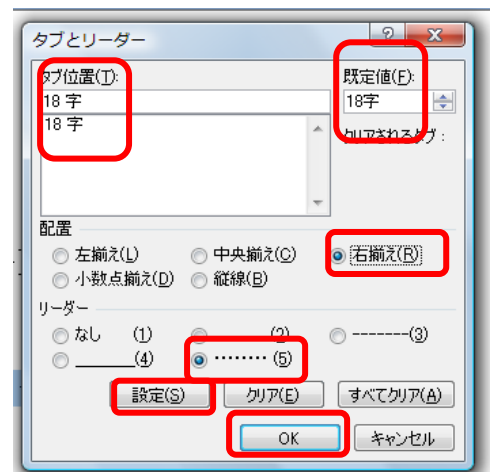 タブとリーダー
タブ位置(T): 既定値(F):
18 字 18字
18 字 クリアされるタブ：
配置
左揃え(L) 中央揃え(C) 右揃え(R)
小数点揃え(D) 縦線(B)
リーダー
なし (1) ……… (2) -------(3)
______(4) ‥‥‥‥ (5)
設定(S) クリア(E) すべてクリア(A)
OK キャンセル